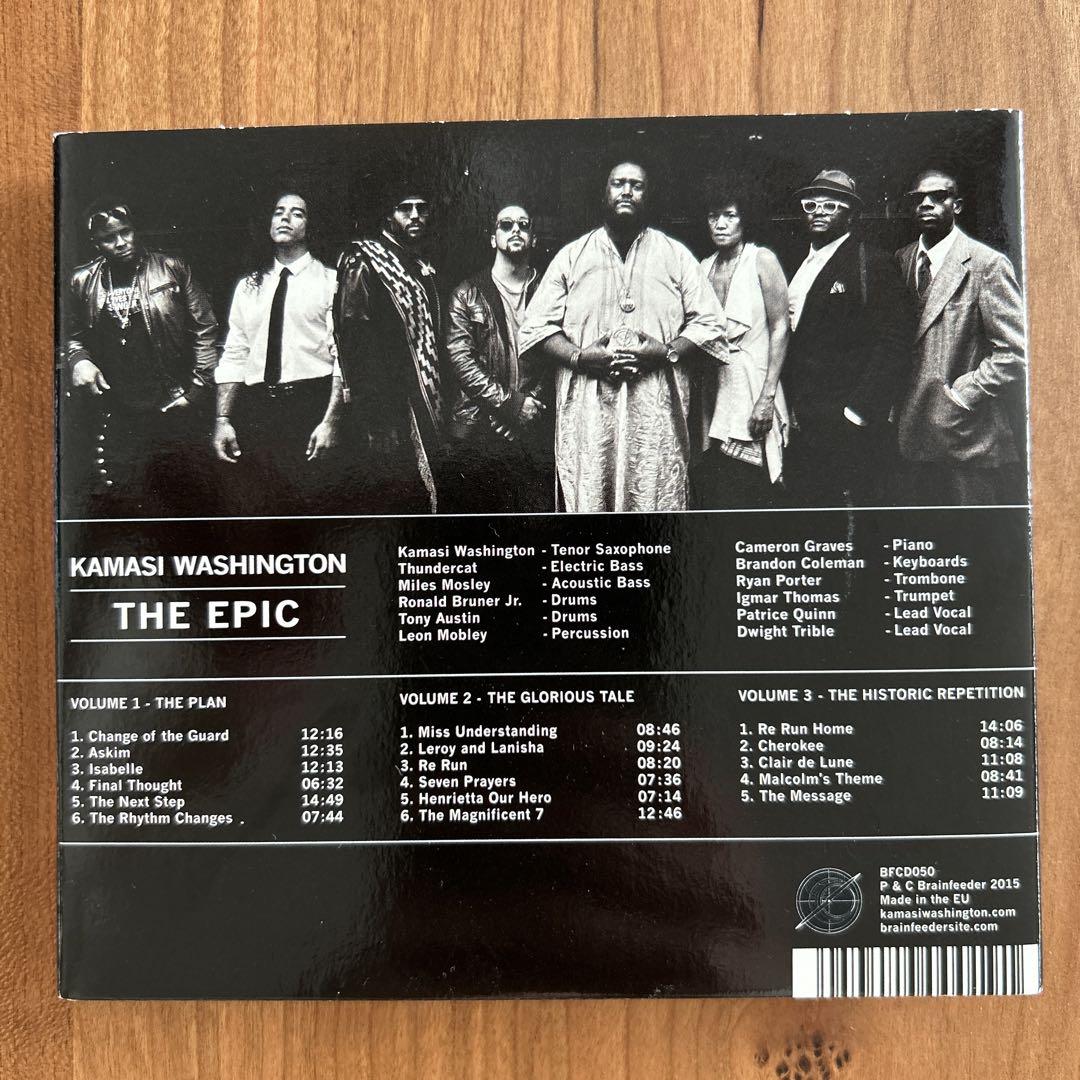 KAMASI WASHINGTON
THE EPIC
Kamasi Washington - Tenor Saxophone
Thundercat - Electric Bass
Miles Mosley - Acoustic Bass
Ronald Bruner Jr. - Drums
Tony Austin - Drums
Leon Mobley - Percussion
Cameron Graves - Piano
Brandon Coleman - Keyboards
Ryan Porter - Trombone
Igmar Thomas - Trumpet
Patrice Quinn - Lead Vocal
Dwight Trible - Lead Vocal
VOLUME 1 - THE PLAN
1. Change of the Guard 12:16
2. Askim 12:35
3. Isabelle 12:13
4. Final Thought 06:32
5. The Next Step 14:49
6. The Rhythm Changes 07:44
VOLUME 2 - THE GLORIOUS TALE
1. Miss Understanding 08:46
2. Leroy and Lanisha 09:24
3. Re Run 08:20
4. Seven Prayers 07:36
5. Henrietta Our Hero 07:14
6. The Magnificent 7 12:46
VOLUME 3 - THE HISTORIC REPETITION
1. Re Run Home 14:06
2. Cherokee 08:14
3. Clair de Lune 11:08
4. Malcolm's Theme 08:41
5. The Message 11:09
BFCD050
P & C Brainfeeder 2015
Made in the EU
kamasiwashington.com
brainfeedersite.com